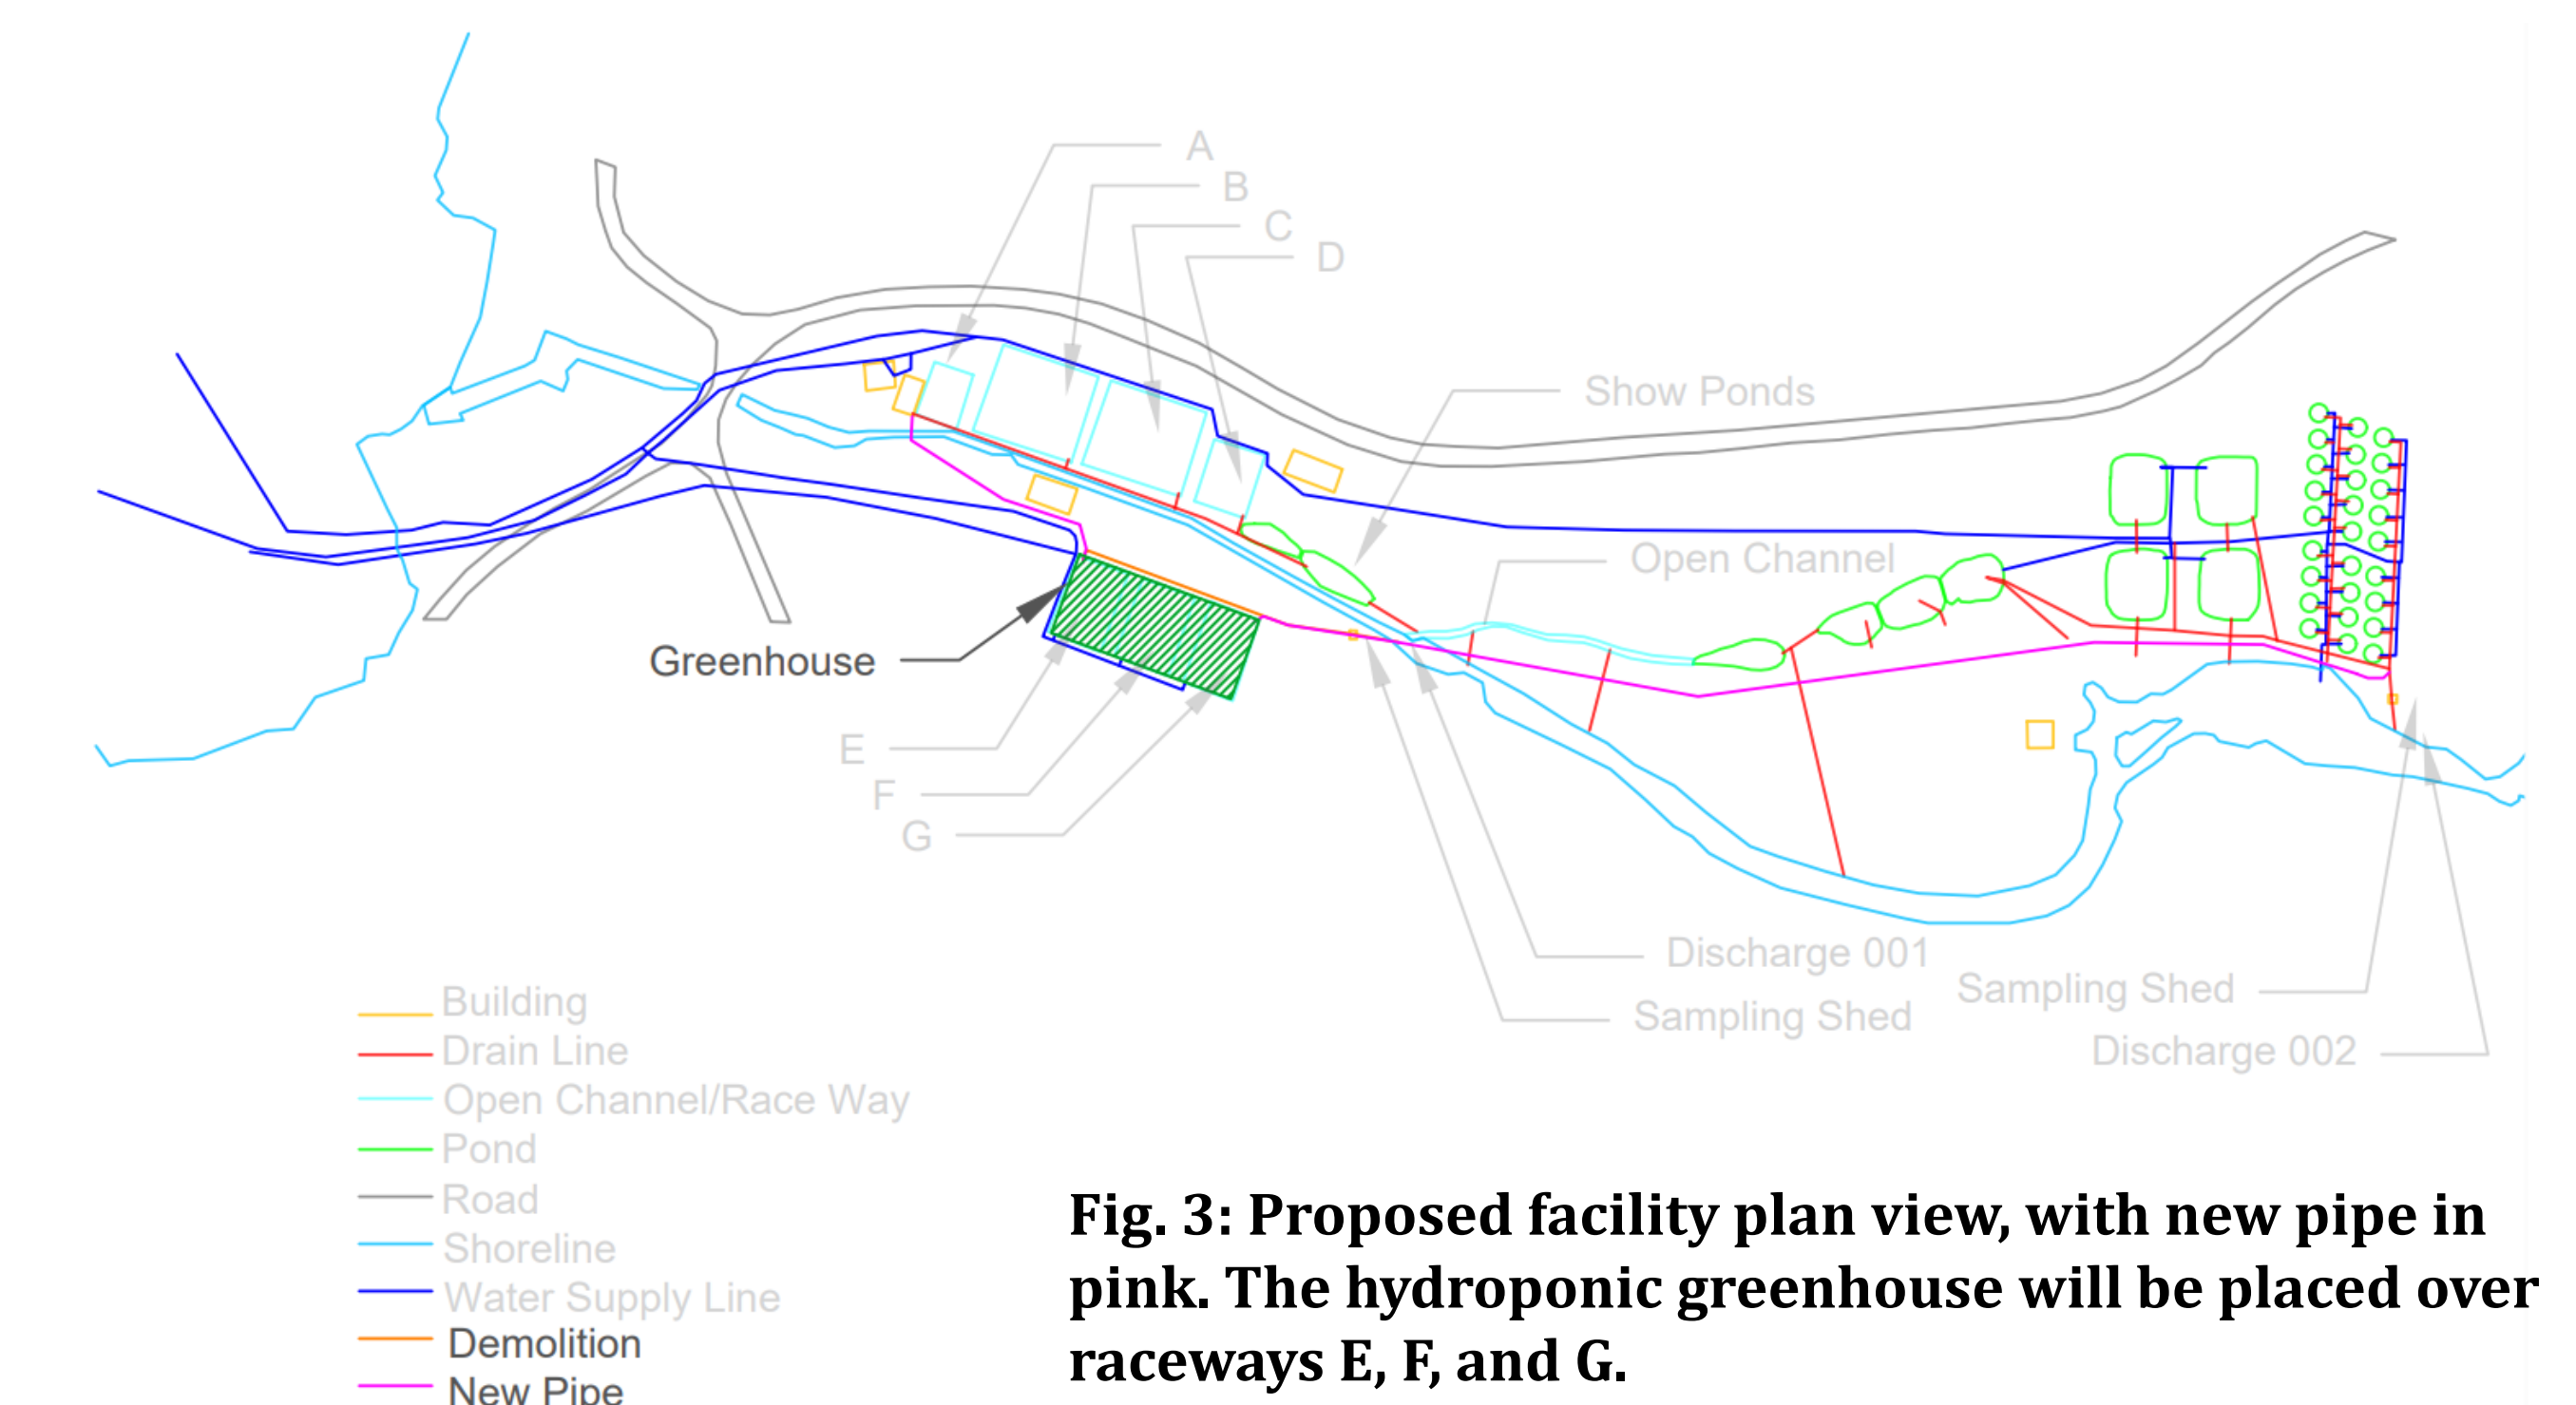 A
B
C
D
Show Ponds
Open Channel
Greenhouse
E
F
G
Discharge 001
Sampling Shed
Sampling Shed
Discharge 002
Building
Drain Line
Open Channel/Race Way
Pond
Road
Shoreline
Water Supply Line
Demolition
New Pipe
Fig. 3: Proposed facility plan view, with new pipe in
pink. The hydroponic greenhouse will be placed over
raceways E, F, and G.